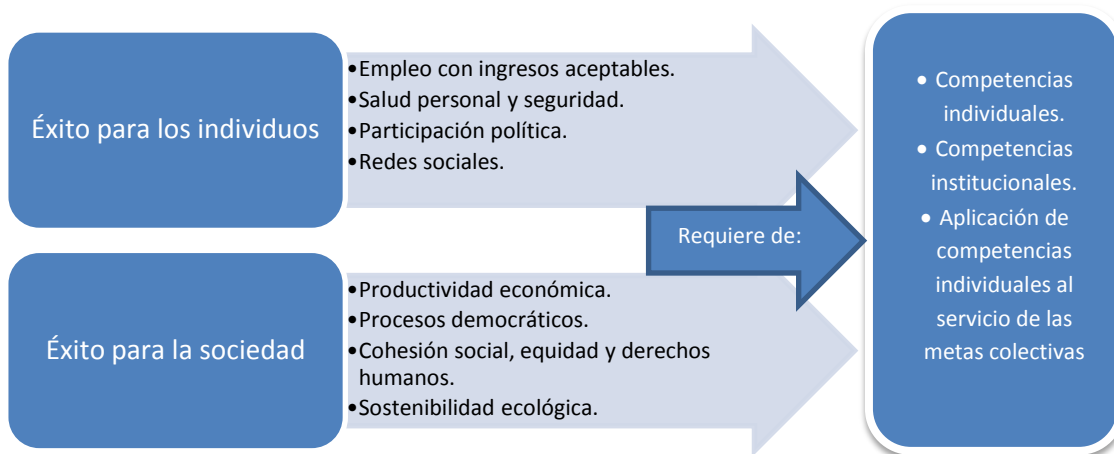 Éxito para los individuos
•Empleo con ingresos aceptables.
•Salud personal y seguridad.
•Participación política.
•Redes sociales.
Éxito para la sociedad
•Productividad económica.
•Procesos democráticos.
•Cohesión social, equidad y derechos
humanos.
•Sostenibilidad ecológica.
Requiere de:
• Competencias
individuales.
• Competencias
institucionales.
• Aplicación de
competencias
individuales al
servicio de las
metas colectivas